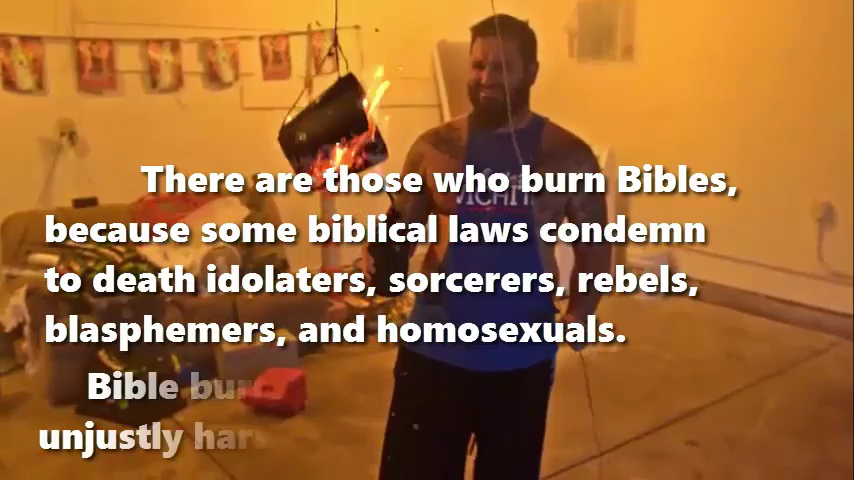 There are those who burn Bibles,
because some biblical laws condemn
to death idolaters, sorcerers, rebels,
blasphemers, and homosexuals.
Bible
unjustly